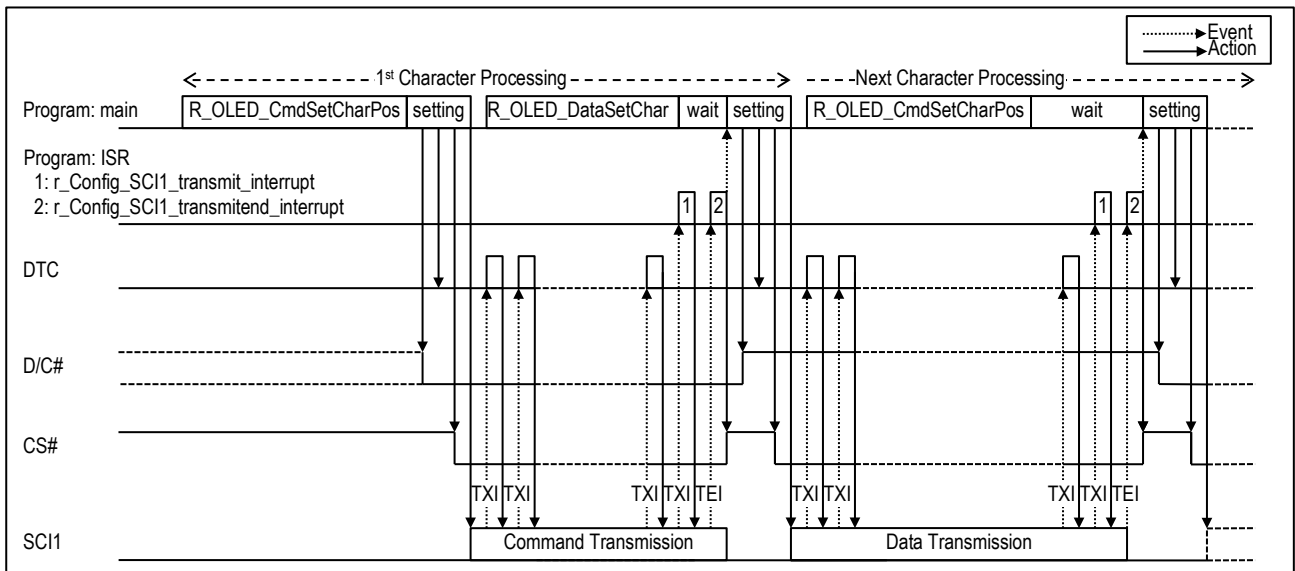 Event
Action
1st Character Processing
Next Character Processing
Program: main
R_OLED_CmdSetCharPos
setting
R_OLED_DataSetChar
wait
setting
R_OLED_CmdSetCharPos
wait
setting
Program: ISR
1: r_Config_SCI1_transmit_interrupt
2: r_Config_SCI1_transmitend_interrupt
1
2
1
2
DTC
D/C#
CS#
TXI
TXI
TXI
TXI
TEI
TXI
TXI
TXI
TXI
TEI
SCI1
Command Transmission
Data Transmission